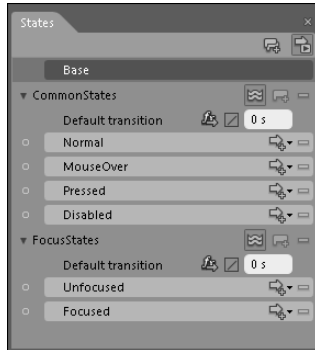 States
Base
CommonStates
Default transition 0 s
Normal
MouseOver
Pressed
Disabled
FocusStates
Default transition 0 s
Unfocused
Focused